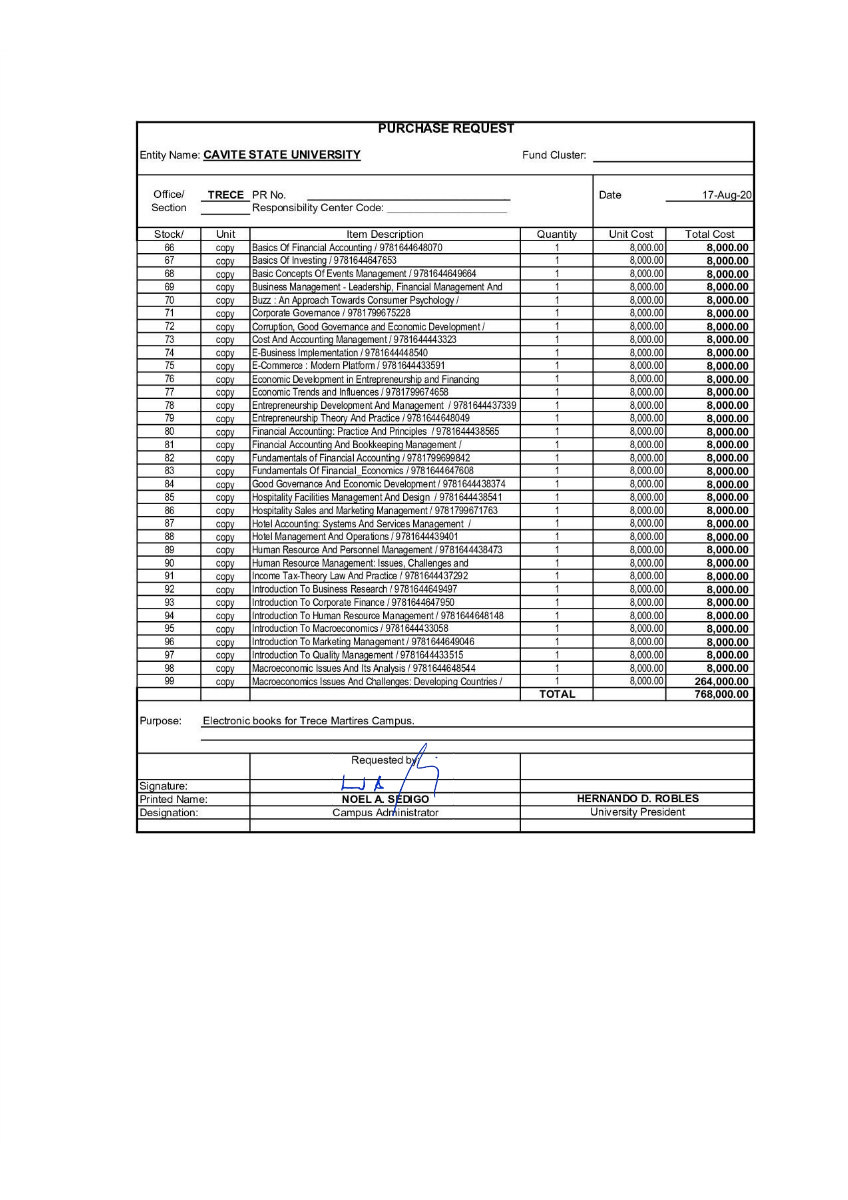 PURCHASE REQUEST
Entity Name: CAVITE STATE UNIVERSITY Fund Cluster:
Office/ TRECE PR No. Date 17-Aug-20
Section Responsibility Center Code:
Stock/ Unit Item Description Quantity Unit Cost Total Cost
66 copy Basics Of Financial Accounting / 9781644648070 1 8,000.00 8,000.00
67 copy Basics Of Investing / 9781644647653 1 8,000.00 8,000.00
68 copy Basic Concepts Of Events Management / 9781644649664 1 8,000.00 8,000.00
69 copy Business Management - Leadership, Financial Management And 1 8,000.00 8,000.00
70 copy Buzz : An Approach Towards Consumer Psychology / 1 8,000.00 8,000.00
71 copy Corporate Governance / 9781799675228 1 8,000.00 8,000.00
72 copy Corruption, Good Governance and Economic Development / 1 8,000.00 8,000.00
73 copy Cost And Accounting Management / 9781644443323 1 8,000.00 8,000.00
74 copy E-Business Implementation / 9781644448540 1 8,000.00 8,000.00
75 copy E-Commerce : Modern Platform / 9781644433591 1 8,000.00 8,000.00
76 copy Economic Development in Entrepreneurship and Financing 1 8,000.00 8,000.00
77 copy Economic Trends and Influences / 9781799674658 1 8,000.00 8,000.00
78 copy Entrepreneurship Development And Management / 9781644437339 1 8,000.00 8,000.00
79 copy Entrepreneurship Theory And Practice / 9781644648049 1 8,000.00 8,000.00
80 copy Financial Accounting: Practice And Principles / 9781644438565 1 8,000.00 8,000.00
81 copy Financial Accounting And Bookkeeping Management / 1 8,000.00 8,000.00
82 copy Fundamentals of Financial Accounting / 9781799699842 1 8,000.00 8,000.00
83 copy Fundamentals Of Financial_Economics / 9781644647608 1 8,000.00 8,000.00
84 copy Good Governance And Economic Development / 9781644438374 1 8,000.00 8,000.00
85 copy Hospitality Facilities Management And Design / 9781644438541 1 8,000.00 8,000.00
86 copy Hospitality Sales and Marketing Management / 9781799671763 1 8,000.00 8,000.00
87 copy Hotel Accounting: Systems And Services Management / 1 8,000.00 8,000.00
88 copy Hotel Management And Operations / 9781644439401 1 8,000.00 8,000.00
89 copy Human Resource And Personnel Management / 9781644438473 1 8,000.00 8,000.00
90 copy Human Resource Management: Issues, Challenges and 1 8,000.00 8,000.00
91 copy Income Tax-Theory Law And Practice / 9781644437292 1 8,000.00 8,000.00
92 copy Introduction To Business Research / 9781644649497 1 8,000.00 8,000.00
93 copy Introduction To Corporate Finance / 9781644647950 1 8,000.00 8,000.00
94 copy Introduction To Human Resource Management / 9781644648148 1 8,000.00 8,000.00
95 copy Introduction To Macroeconomics / 9781644433058 1 8,000.00 8,000.00
96 copy Introduction To Marketing Management / 9781644649046 1 8,000.00 8,000.00
97 copy Introduction To Quality Management / 9781644433515 1 8,000.00 8,000.00
98 copy Macroeconomic Issues And Its Analysis / 9781644648544 1 8,000.00 8,000.00
99 copy Macroeconomics Issues And Challenges: Developing Countries / 1 8,000.00 264,000.00
TOTAL 768,000.00
Purpose: Electronic books for Trece Martires Campus.
Requested by
Signature:
Printed Name: NOEL A. SEDIGO HERNANDO D. ROBLES
Designation: Campus Administrator University President